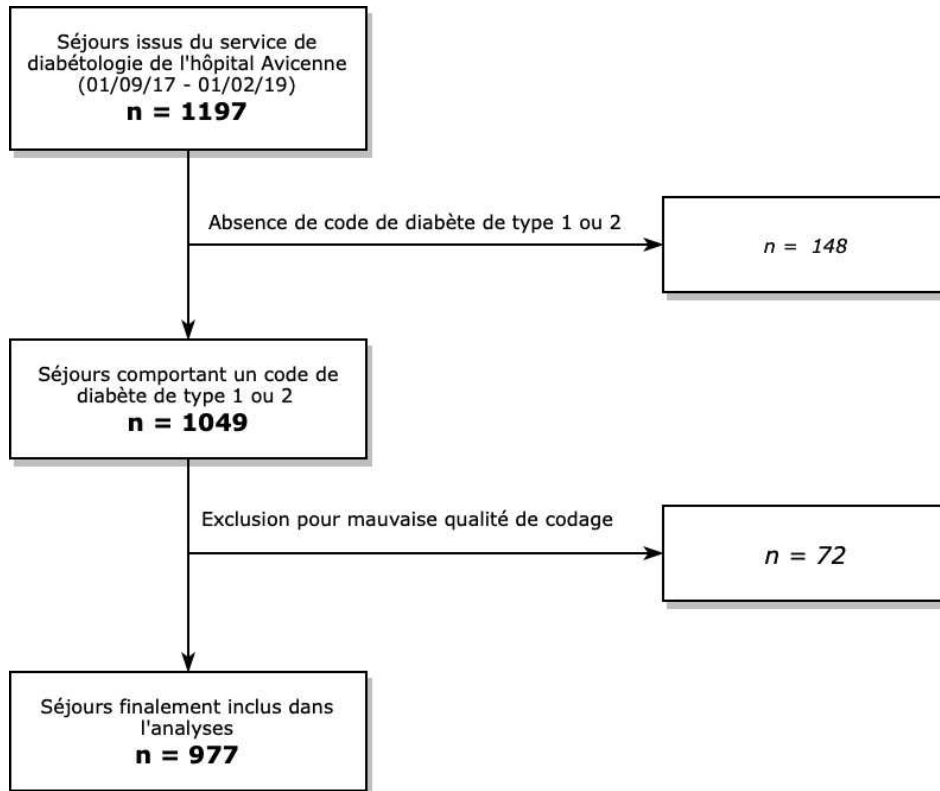 Séjours issus du service de
diabétologie de l'hôpital Avicenne
(01/09/17 - 01/02/19)
n = 1197
Absence de code de diabète de type 1 ou 2
n = 148
Séjours comportant un code de
diabète de type 1 ou 2
n = 1049
Exclusion pour mauvaise qualité de codage
n = 72
Séjours finalement inclus dans
l'analyses
n = 977